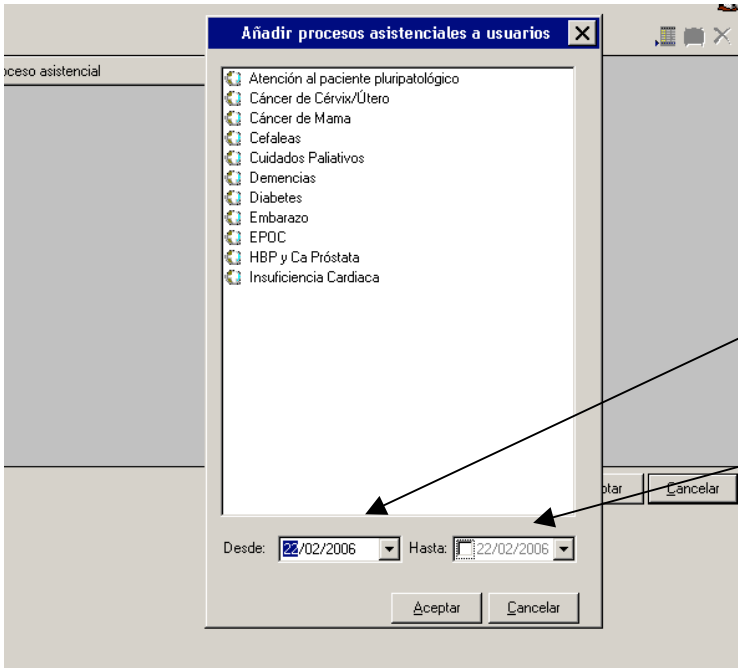 Añadir procesos asistenciales a usuarios
oceso asistencial
Atención al paciente pluripatológico
Cáncer de Cérvix/Útero
Cáncer de Mama
Cefaleas
Cuidados Paliativos
Demencias
Diabetes
Embarazo
EPOC
HBP y Ca Próstata
Insuficiencia Cardiaca
ptar Cancelar
Desde: 22/02/2006 Hasta: 22/02/2006
Aceptar Cancelar